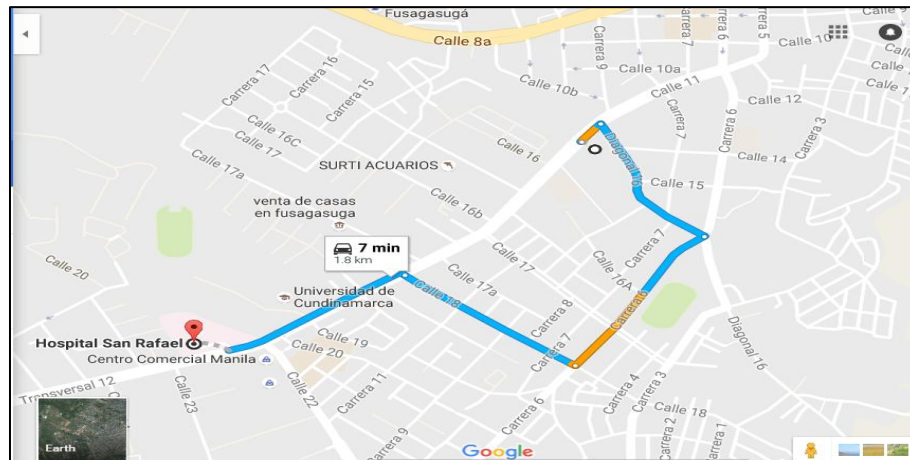 Fusagasugá
Calle 8a
Carrera 9
Carrera 7
Carrera 6
Carrera 5
Calle 10
Calle 9
Calle 10a
Calle 10b
Calle 11
Calle 12
Carrera 7
Carrera 6
Carrera 3
Carrera 17
Carrera 16
Carrera 15
Calle 16C
Calle 17
Calle 17a
Calle 16
SURTI ACUARIOS
Diagonal 16
Calle 14
Calle 15
venta de casas
en fusagasuga
Calle 16b
Calle 17
Carrera 7
Calle 16A
7 min
1.8 km
Calle 20
Universidad de
Cundinamarca
Calle 17a
Calle 18
Carrera 8
Carrera 6
Carrera 7
Diagonal 16
Hospital San Rafael
Centro Comercial Manila
Calle 19
Calle 20
Transversal 12
Calle 23
Calle 22
Carrera 11
Carrera 9
Carrera 6
Carrera 4
Carrera 3
Carrera 2
Carrera 1
Calle 18
Earth
Google